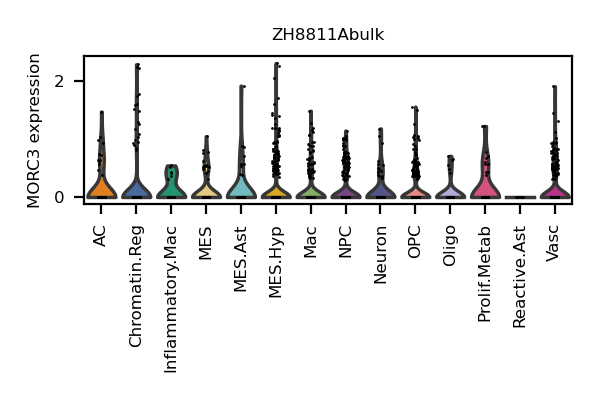 ZH8811Abulk
MORC3 expression
2
0
AC
Chromatin.Reg
Inflammatory.Mac
MES
MES.Ast
MES.Hyp
Mac
NPC
Neuron
OPC
Oligo
Prolif.Metab
Reactive.Ast
Vasc